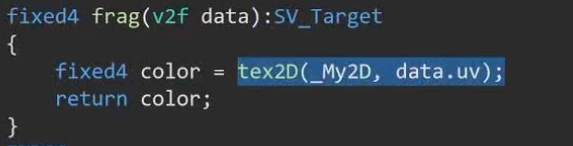 fixed4 frag(v2f data):SV_Target
{
fixed4 color = tex2D(_My2D, data.uv);
return color;
}